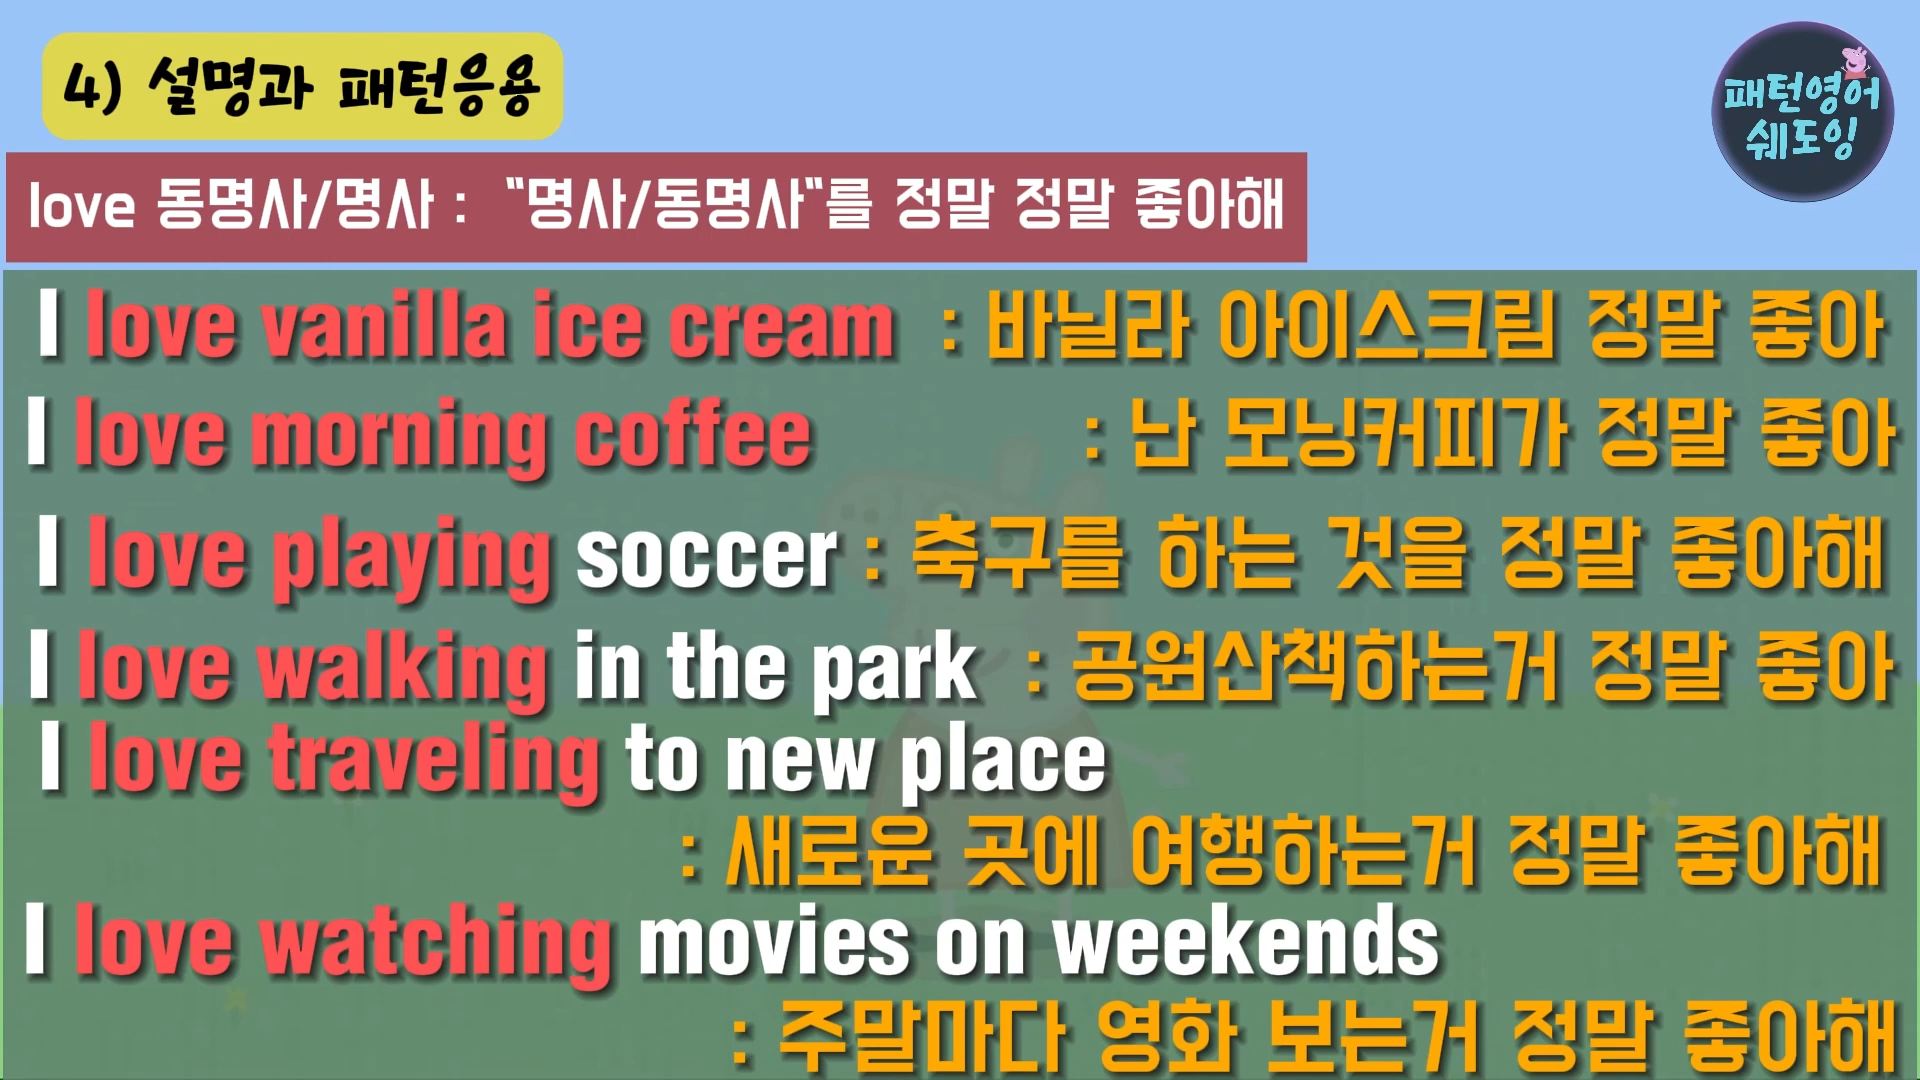 4) 설명과 패턴응용
패턴영어
쉐도잉
love 동명사/명사 : "명사/동명사"를 정말 정말 좋아해
I love vanilla ice cream : 바닐라 아이스크림 정말 좋아
I love morning coffee : 난 모닝커피가 정말 좋아
I love playing soccer : 축구를 하는 것을 정말 좋아해
I love walking in the park : 공원산책하는거 정말 좋아
I love traveling to new place
: 새로운 곳에 여행하는거 정말 좋아해
I love watching movies on weekends
: 주말마다 영화 보는거 정말 좋아해